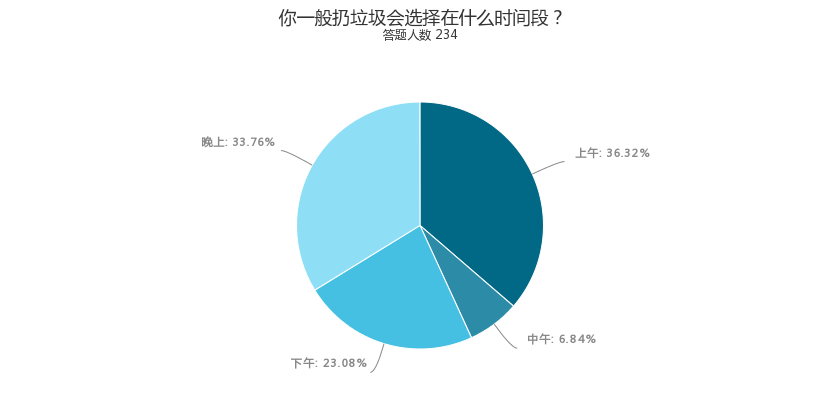 你一般扔垃圾会选择在什么时间段？
答题人数 234
晚上: 33.76%
上午: 36.32%
中午: 6.84%
下午: 23.08%